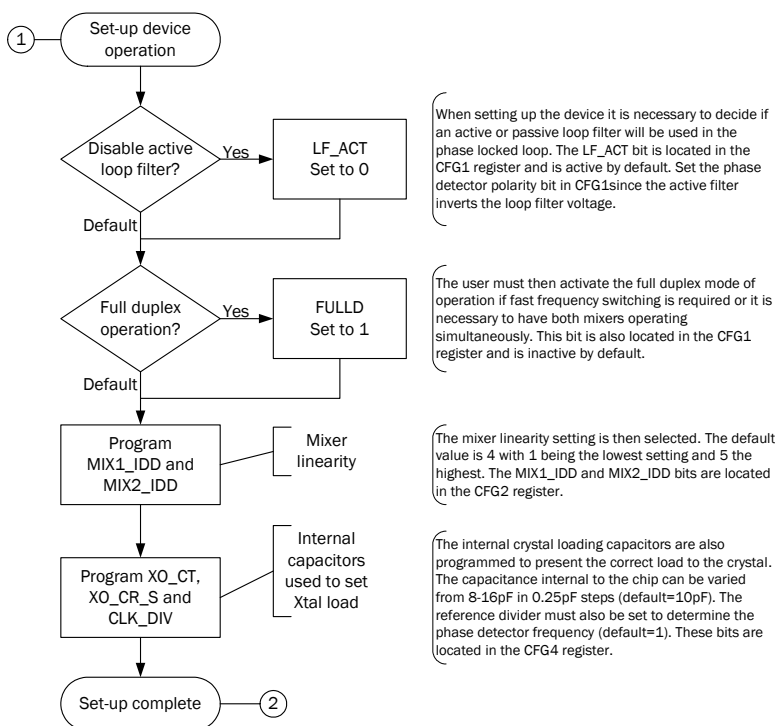 1
Set-up device
operation
Disable active
loop filter?
Yes
LF_ACT
Set to 0
Default
When setting up the device it is necessary to decide if
an active or passive loop filter will be used in the
phase locked loop. The LF_ACT bit is located in the
CFG1 register and is active by default. Set the phase
detector polarity bit in CFG1since the active filter
inverts the loop filter voltage.
Full duplex
operation?
Yes
FULLD
Set to 1
Default
The user must then activate the full duplex mode of
operation if fast frequency switching is required or it is
necessary to have both mixers operating
simultaneously. This bit is also located in the CFG1
register and is inactive by default.
Program
MIX1_IDD and
MIX2_IDD
Mixer
linearity
The mixer linearity setting is then selected. The default
value is 4 with 1 being the lowest setting and 5 the
highest. The MIX1_IDD and MIX2_IDD bits are located
in the CFG2 register.
Program XO_CT,
XO_CR_S and
CLK_DIV
Internal
capacitors
used to set
Xtal load
The internal crystal loading capacitors are also
programmed to present the correct load to the crystal.
The capacitance internal to the chip can be varied
from 8-16pF in 0.25pF steps (default=10pF). The
reference divider must also be set to determine the
phase detector frequency (default=1). These bits are
located in the CFG4 register.
Set-up complete
2